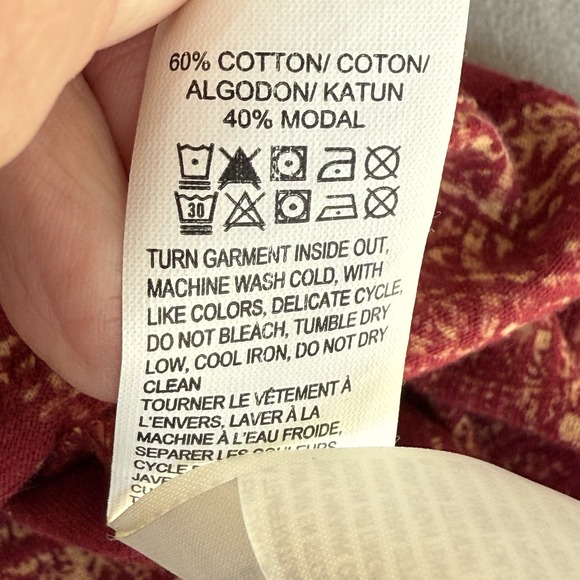 60% COTTON/ COTON/
ALGODON/ KATUN
40% MODAL
30
TURN GARMENT INSIDE OUT,
MACHINE WASH COLD, WITH
LIKE COLORS, DELICATE CYCLE,
DO NOT BLEACH, TUMBLE DRY
LOW, COOL IRON, DO NOT DRY
CLEAN
TOURNER LE VÊTEMENT À
L'ENVERS, LAVER À LA
MACHINE À L'EAU FROIDE,
SEPARER LES COULEURS
CYCLE